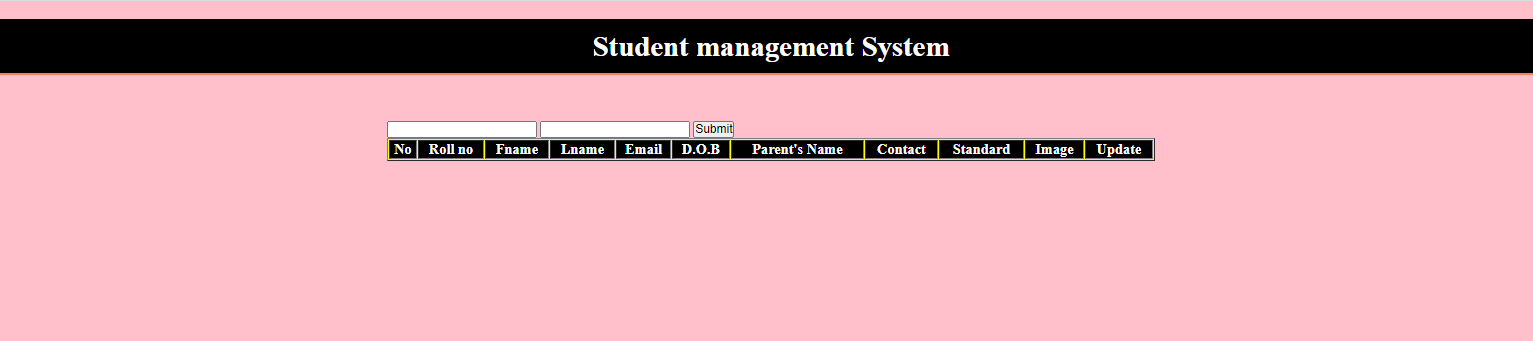 Student management System
Submit
No Roll no Fname Lname Email D.O.B Parent's Name Contact Standard Image Update